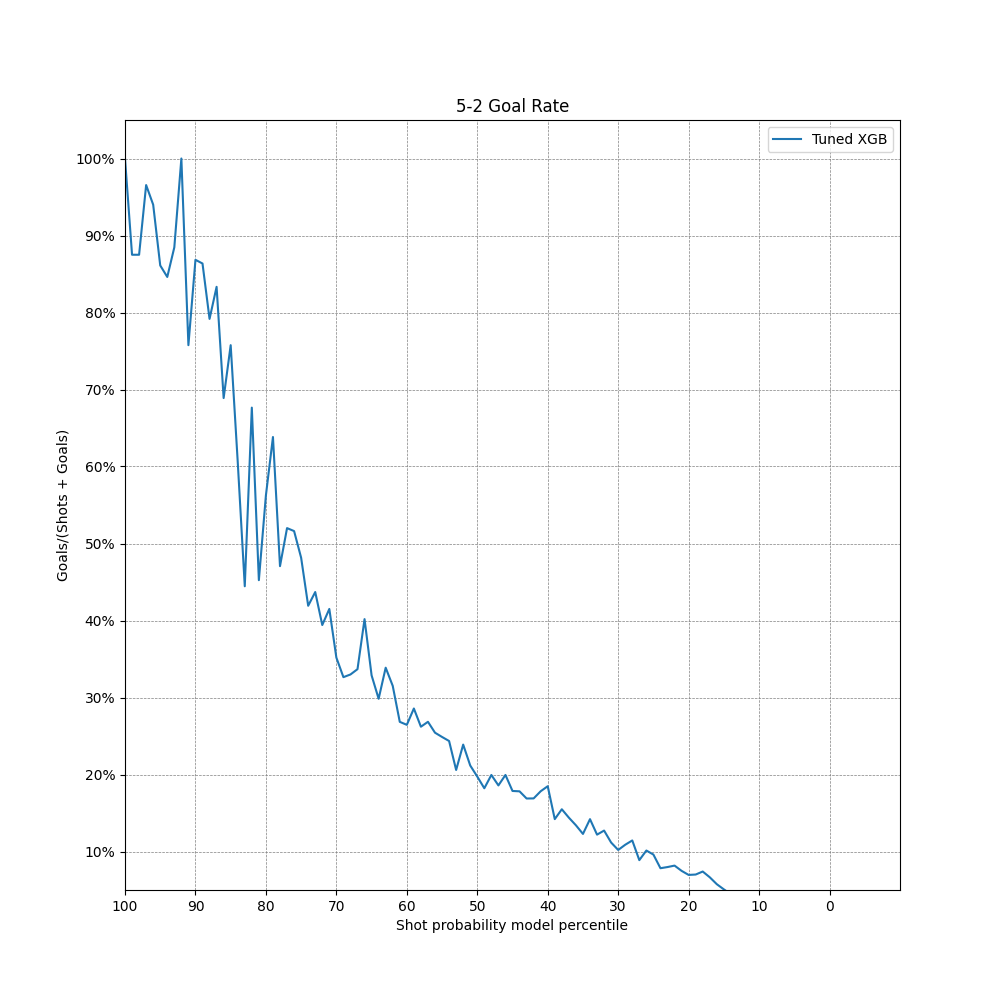 5-2 Goal Rate
Tuned XGB
100%
90%
80%
70%
60%
50%
40%
30%
20%
10%
Goals/(Shots + Goals)
100 90 80 70 60 50 40 30 20 10 0
Shot probability model percentile